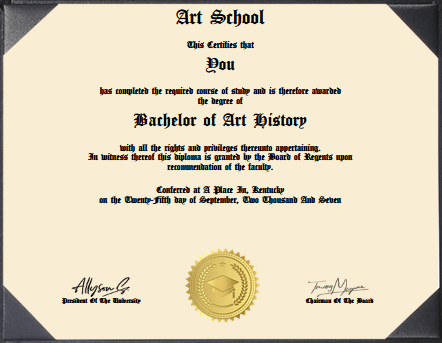 Art School
This Certifies that
You
has completed the required course of study and is therefore awarded
the degree of
Bachelor of Art History
with all the rights and privileges thereunto appertaining.
In witness thereof this diploma is granted by the Board of Regents upon
recommendation of the faculty.
Conferred at A Place In, Kentucky
on the Twenty-Fifth day of September, Two Thousand And Seven
President Of The University
Chairman Of The Board